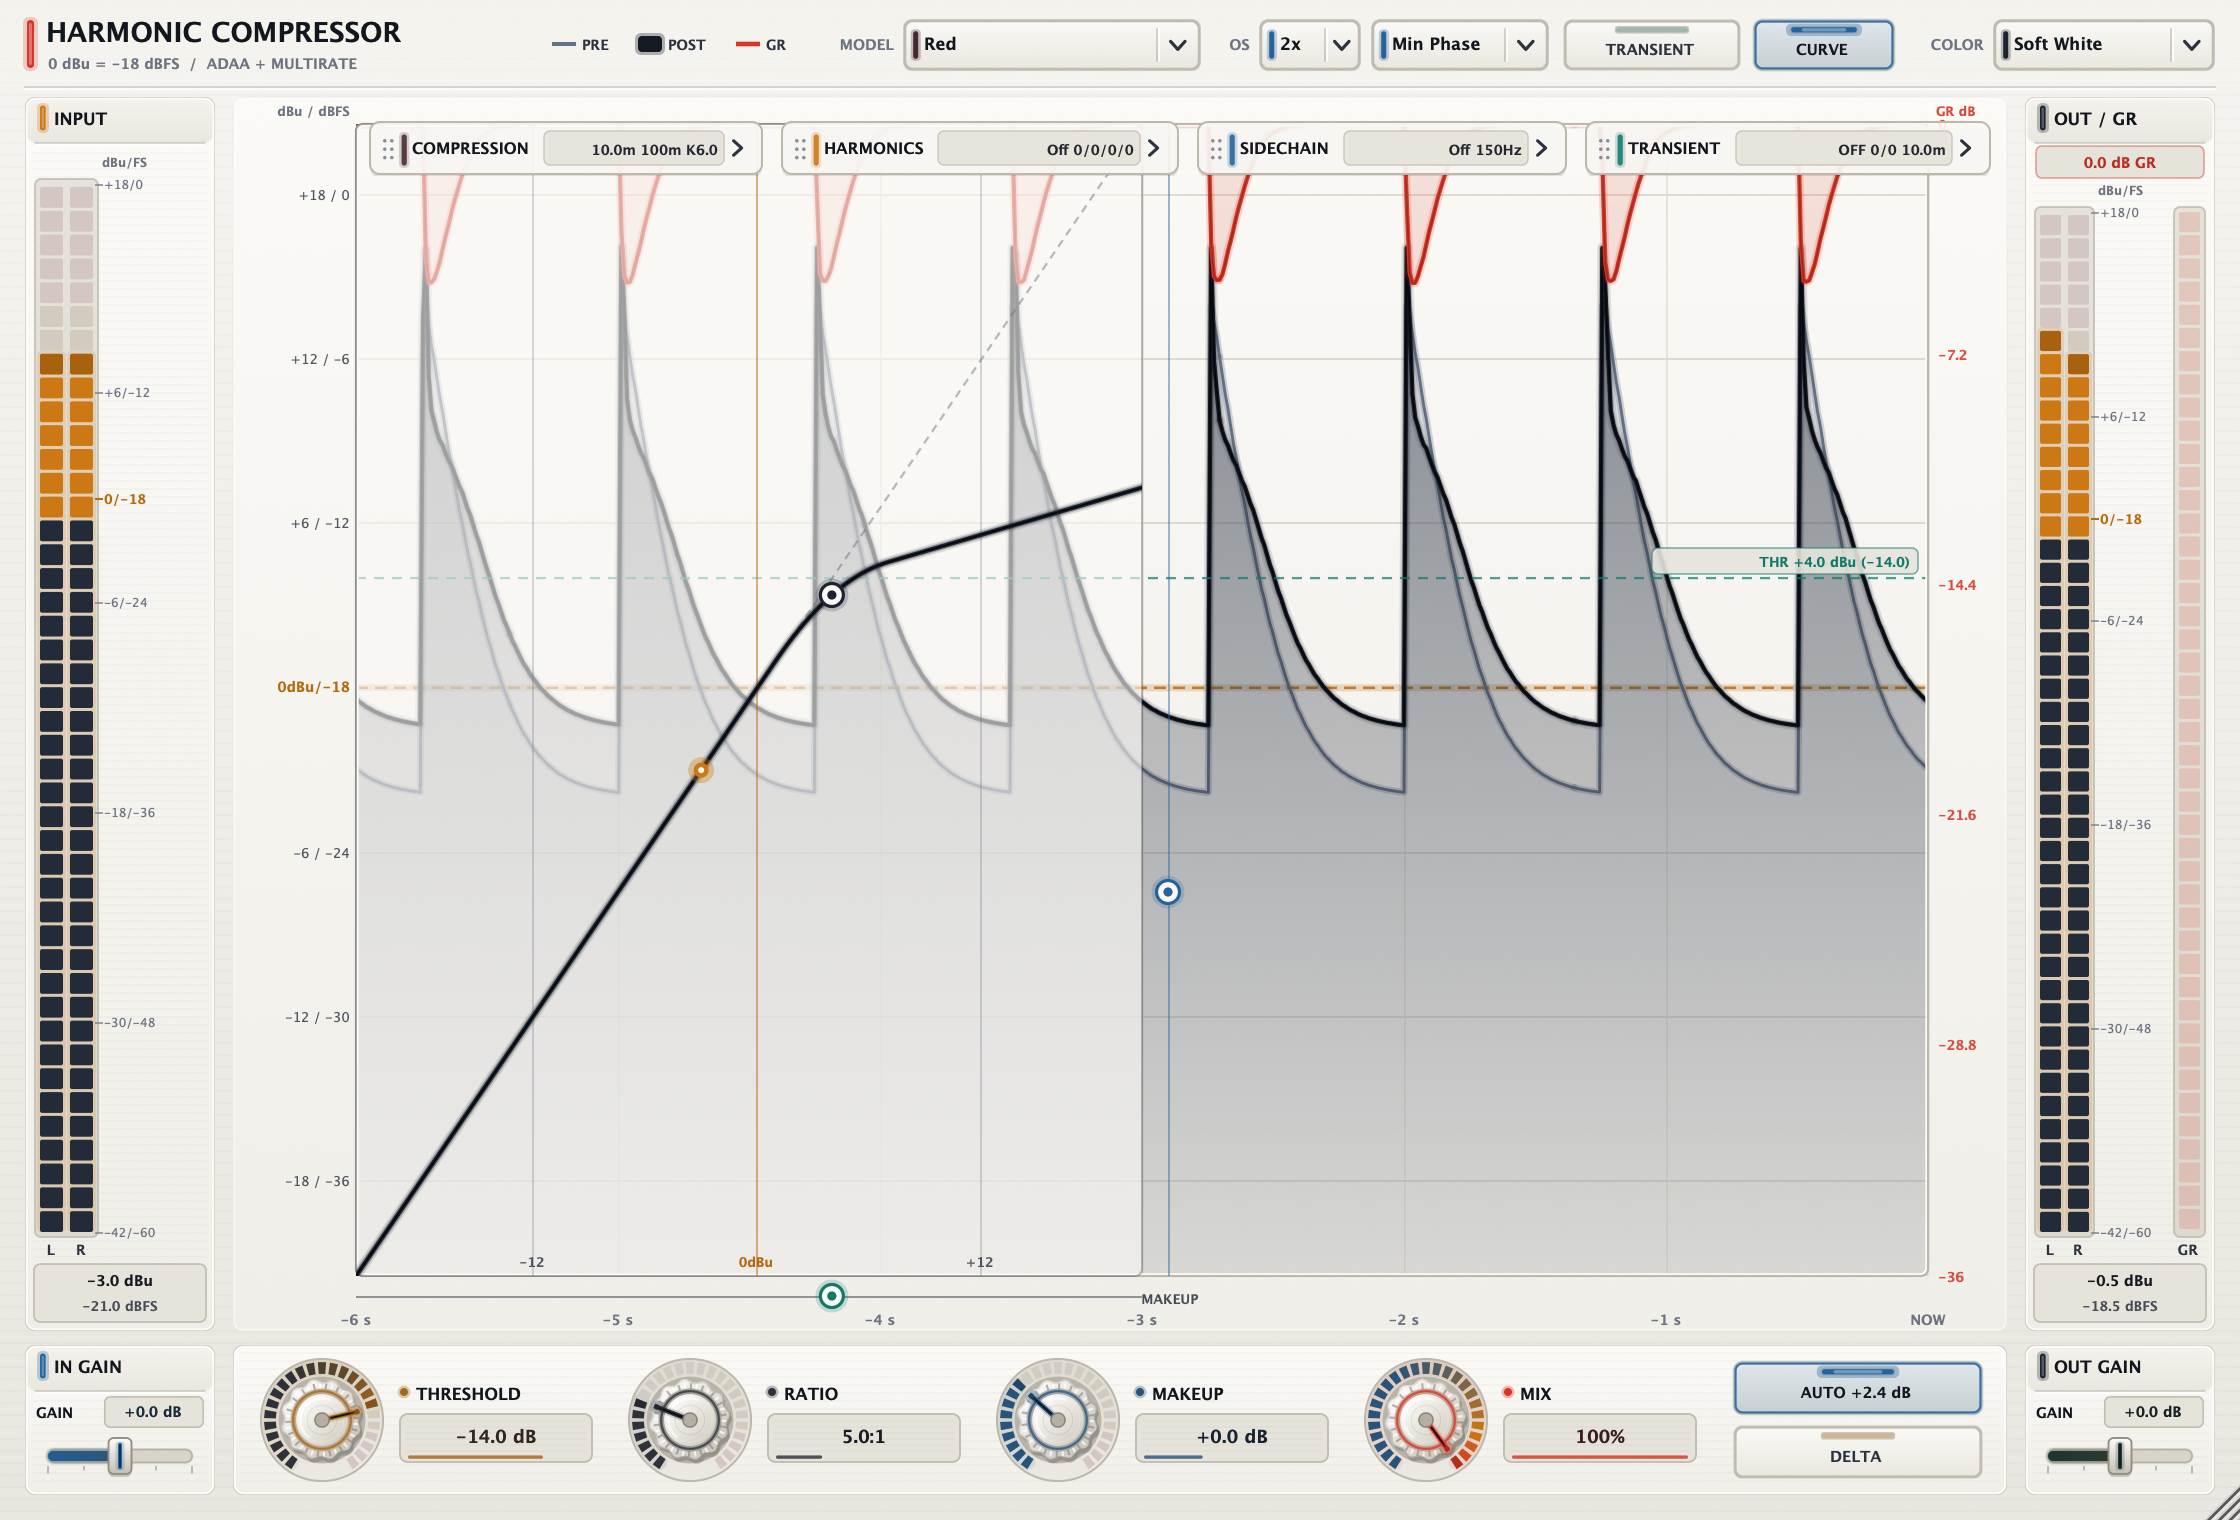 HARMONIC COMPRESSOR
0 dBu = -18 dBFS / ADAA + MULTIRATE
PRE POST GR MODEL Red OS 2x Min Phase TRANSIENT CURVE COLOR Soft White
INPUT
dBu/FS
+18/0
+6/-12
0/-18
-6/-24
-18/-36
-30/-48
-42/-60
L R
-3.0 dBu
-21.0 dBFS
dBu / dBFS
GR dB
COMPRESSION 10.0m 100m K6.0
HARMONICS Off 0/0/0/0
SIDECHAIN Off 150Hz
TRANSIENT OFF 0/0 10.0m
+18 / 0
+12 / -6
+6 / -12
0dBu/-18
-6 / -24
-12 / -30
-18 / -36
-7.2
-14.4
-21.6
-28.8
-36
THR +4.0 dBu (-14.0)
-12 0dBu +12
MAKEUP
-6 s -5 s -4 s -3 s -2 s -1 s NOW
OUT / GR
0.0 dB GR
dBu/FS
+18/0
+6/-12
0/-18
-6/-24
-18/-36
-30/-48
-42/-60
L R GR
-0.5 dBu
-18.5 dBFS
IN GAIN
GAIN +0.0 dB
THRESHOLD
-14.0 dB
RATIO
5.0:1
MAKEUP
+0.0 dB
MIX
100%
AUTO +2.4 dB
DELTA
OUT GAIN
GAIN +0.0 dB